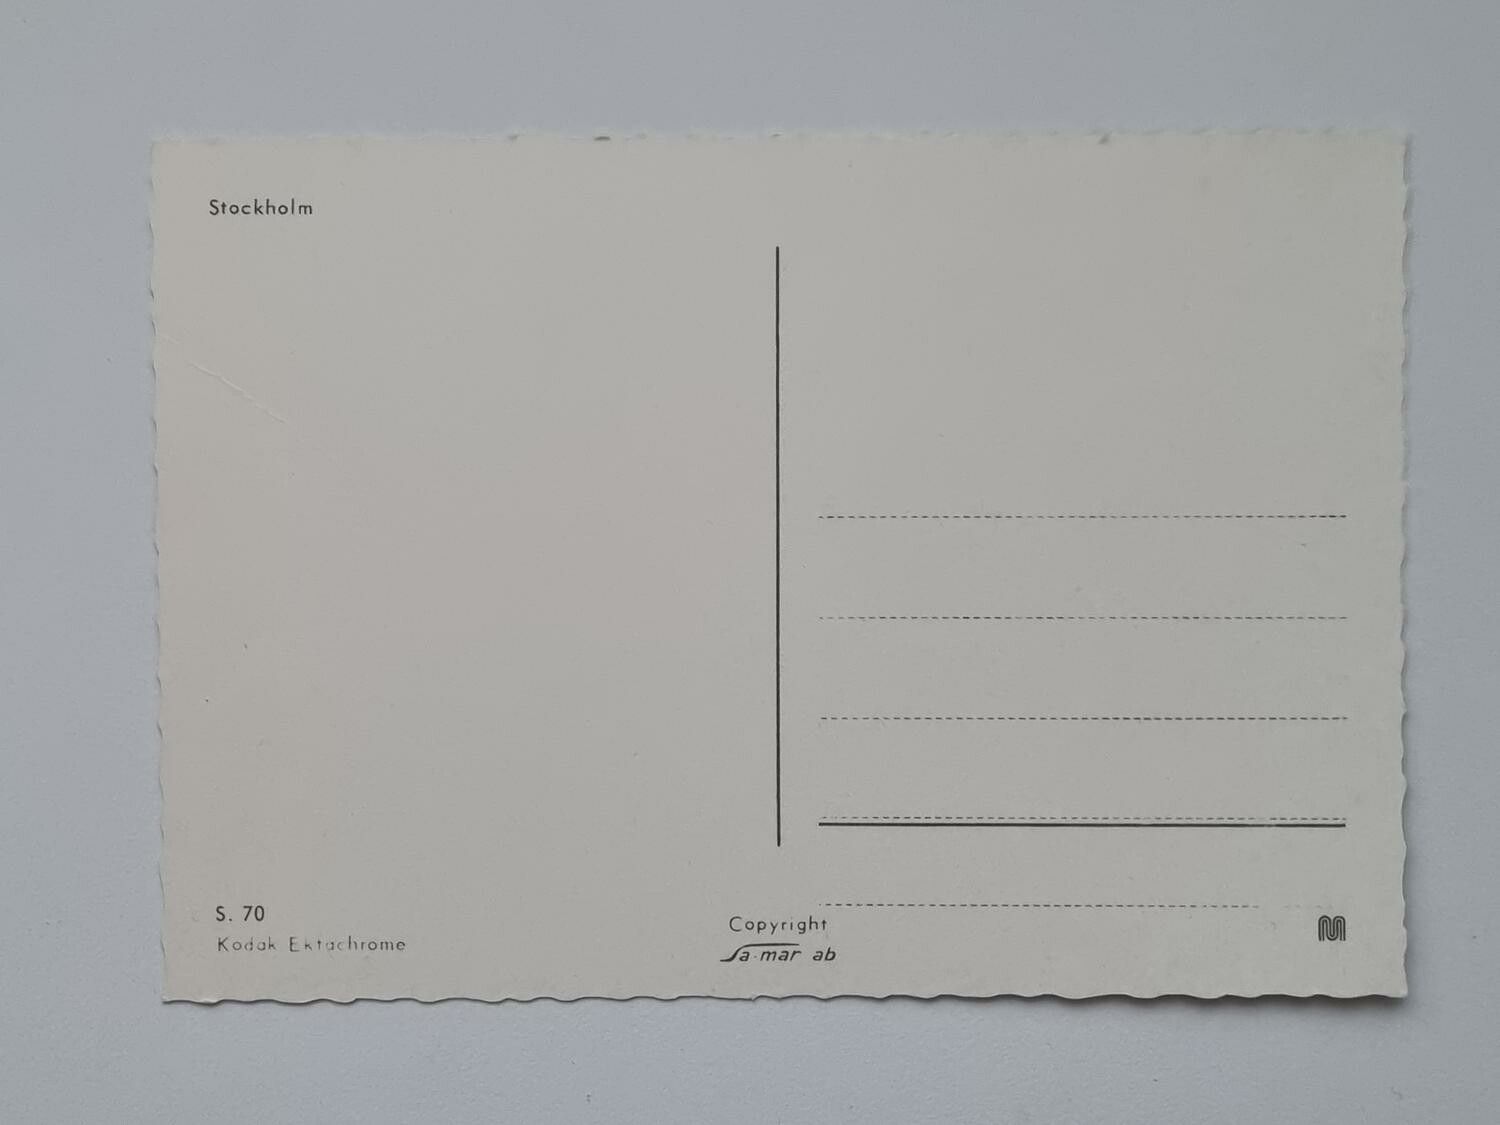 Stockholm
S. 70
Kodak Ektachrome
Copyright
Sa-mar ab
M